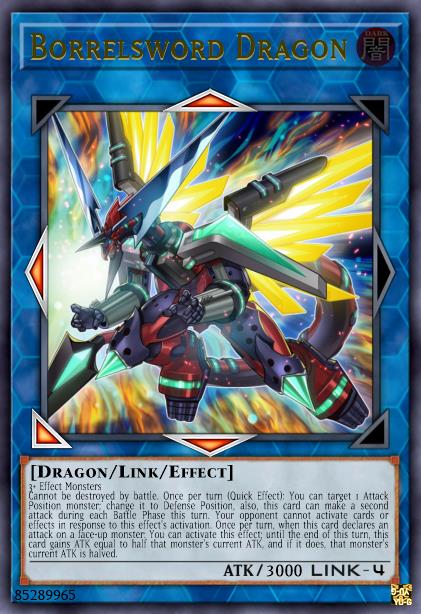 Borrelsword Dragon
DARK
闇
[Dragon/Link/Effect]
3+ Effect Monsters
Cannot be destroyed by battle. Once per turn (Quick Effect): You can target 1 Attack
Position monster; change it to Defense Position, also, this card can make a second
attack during each Battle Phase this turn. Your opponent cannot activate cards or
effects in response to this effect's activation. Once per turn, when this card declares an
attack on a face-up monster: You can activate this effect; until the end of this turn, this
card gains ATK equal to half that monster's current ATK, and if it does, that monster's
current ATK is halved.
ATK/3000 LINK-4
85289965